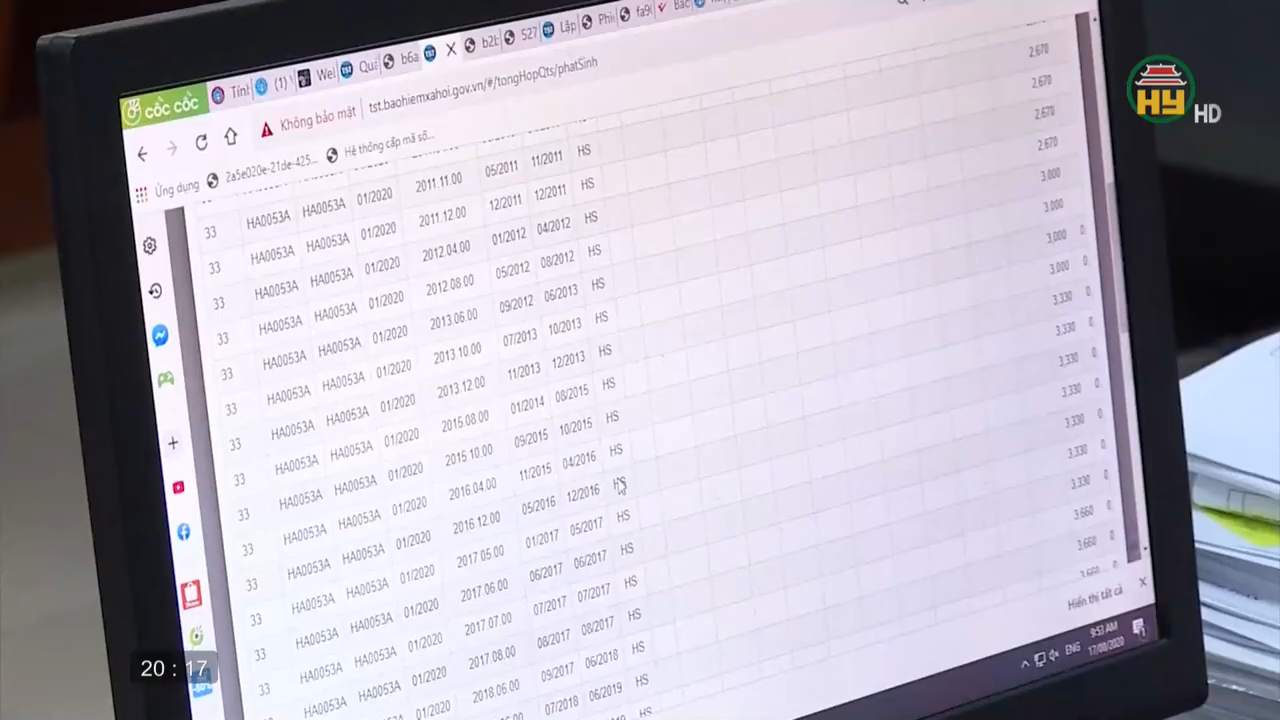 HY HD
CỐC CỐC
Không bảo mật tst.baohiemxahoi.gov.vn/#/tongHopQts/phatSinh
Ứng dụng 2a5e020e-21de-425... Hệ thống cấp mã số...
33 HA0053A HA0053A 01/2020 2011.11.00 05/2011 11/2011 HS
33 HA0053A HA0053A 01/2020 2011.12.00 12/2011 12/2011 HS
33 HA0053A HA0053A 01/2020 2012.04.00 01/2012 04/2012 HS
33 HA0053A HA0053A 01/2020 2012.08.00 05/2012 08/2012 HS
33 HA0053A HA0053A 01/2020 2013.06.00 09/2012 06/2013 HS
33 HA0053A HA0053A 01/2020 2013.10.00 07/2013 10/2013 HS
33 HA0053A HA0053A 01/2020 2013.12.00 11/2013 12/2013 HS
33 HA0053A HA0053A 01/2020 2015.08.00 01/2014 08/2015 HS
33 HA0053A HA0053A 01/2020 2015.10.00 09/2015 10/2015 HS
33 HA0053A HA0053A 01/2020 2016.04.00 11/2015 04/2016 HS
33 HA0053A HA0053A 01/2020 2016.12.00 05/2016 12/2016 HS
33 HA0053A HA0053A 01/2020 2017.05.00 01/2017 05/2017 HS
33 HA0053A HA0053A 01/2020 2017.06.00 06/2017 06/2017 HS
33 HA0053A HA0053A 01/2020 2017.07.00 07/2017 07/2017 HS
33 HA0053A HA0053A 01/2020 2017.08.00 08/2017 08/2017 HS
HA0053A 01/2020 2018.06.00 09/2017 06/2018 HS
07/2018 06/2019 HS
HS
2.670
2.670
2.670
2.670
3.000
3.000
3.000 0
3.000 0
3.330 0
3.330 0
3.330 0
3.330 0
3.330 0
3.330 0
3.660 0
3.660 0
Hiển thị tất cả
ENG 9:53 AM
17/08/2020
20 : 17